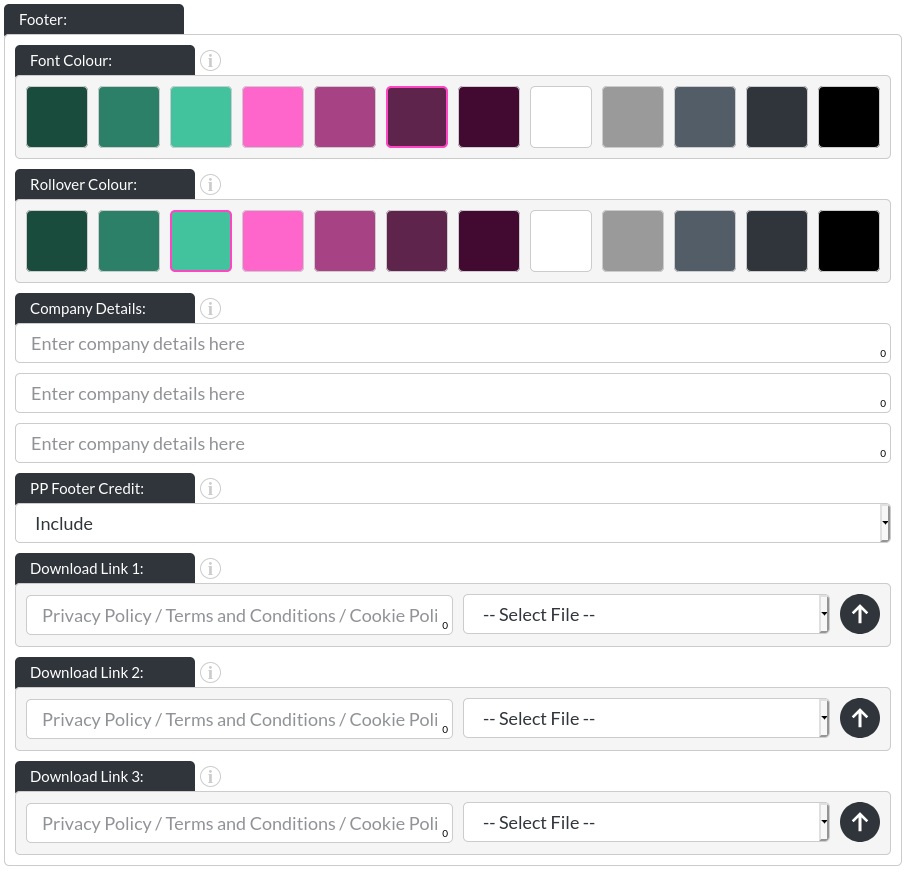 Footer:
Font Colour: i
Rollover Colour: i
Company Details: i
Enter company details here 0
Enter company details here 0
Enter company details here 0
PP Footer Credit: i
Include
Download Link 1: i
Privacy Policy / Terms and Conditions / Cookie Poli 0 -- Select File --
Download Link 2: i
Privacy Policy / Terms and Conditions / Cookie Poli 0 -- Select File --
Download Link 3: i
Privacy Policy / Terms and Conditions / Cookie Poli 0 -- Select File --